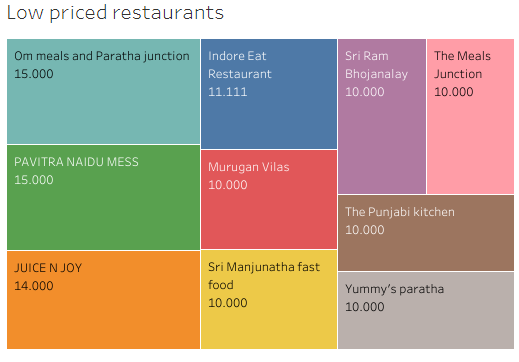 Low priced restaurants
Om meals and Paratha junction
15.000
PAVITRA NAIDU MESS
15.000
JUICE N JOY
14.000
Indore Eat
Restaurant
11.111
Murugan Vilas
10.000
Sri Manjunatha fast
food
10.000
Sri Ram
Bhojanalay
10.000
The Meals
Junction
10.000
The Punjabi kitchen
10.000
Yummy's paratha
10.000